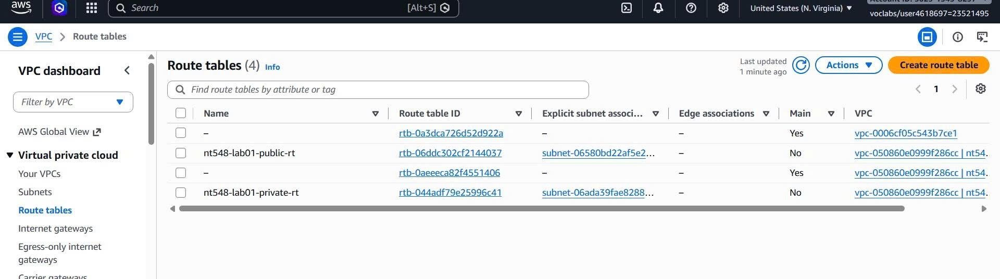 aws
Search [Alt+S]
United States (N. Virginia)
voclabs/user4618697=23521495
VPC Route tables
VPC dashboard
Filter by VPC
AWS Global View
Virtual private cloud
Your VPCs
Subnets
Route tables
Internet gateways
Egress-only internet
gateways
Carrier gateways
Route tables (4) Info
Last updated
1 minute ago
Actions
Create route table
Find route tables by attribute or tag
1
Name Route table ID Explicit subnet associ... Edge associations Main VPC
– rtb-0a3dca726d52d922a – – Yes vpc-0006cf05c543b7ce1
nt548-lab01-public-rt rtb-06ddc302cf2144037 subnet-06580bd22af5e2... – No vpc-050860e0999f286cc | nt54.
– rtb-0aeeeca82f4551406 – – Yes vpc-050860e0999f286cc | nt54.
nt548-lab01-private-rt rtb-044adf79e25996c41 subnet-06ada39fae8288... – No vpc-050860e0999f286cc | nt54.